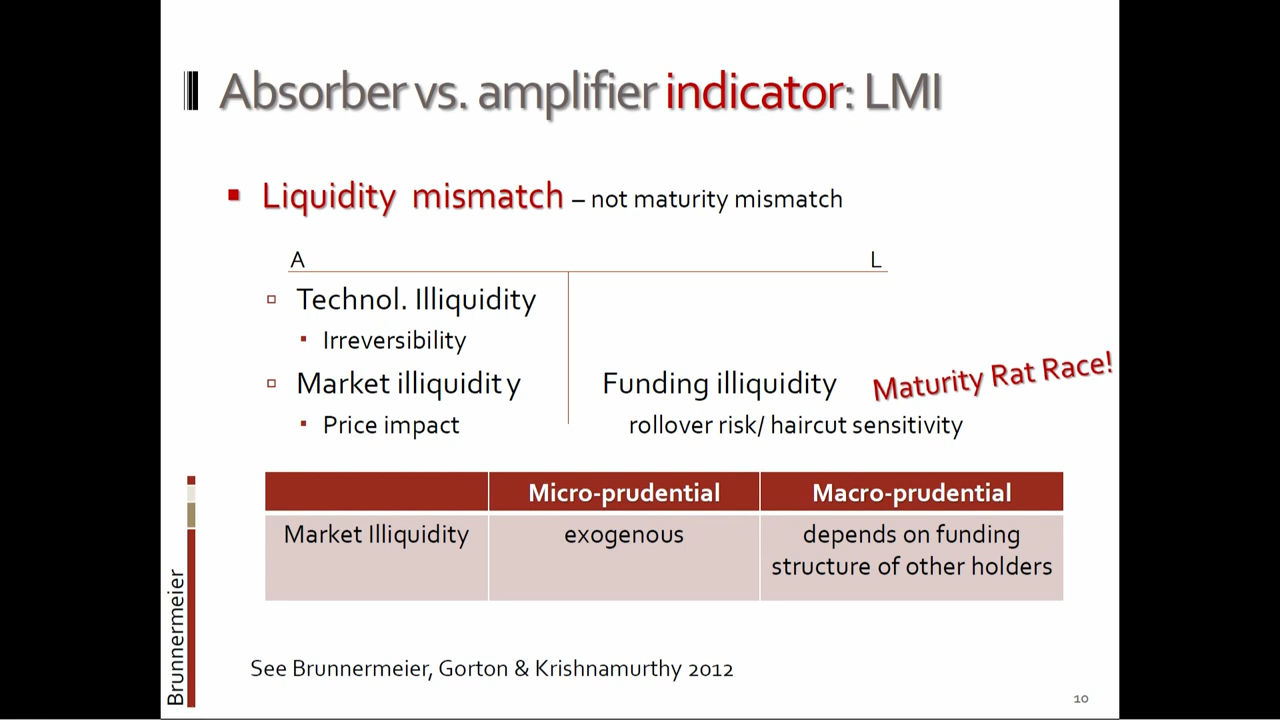 Absorber vs. amplifier indicator: LMI
Liquidity mismatch – not maturity mismatch
A L
Technol. Illiquidity
Irreversibility
Market illiquidity Funding illiquidity Maturity Rat Race!
Price impact rollover risk/ haircut sensitivity
Micro-prudential Macro-prudential
Market Illiquidity exogenous depends on funding
structure of other holders
Brunnermeier
See Brunnermeier, Gorton & Krishnamurthy 2012
10